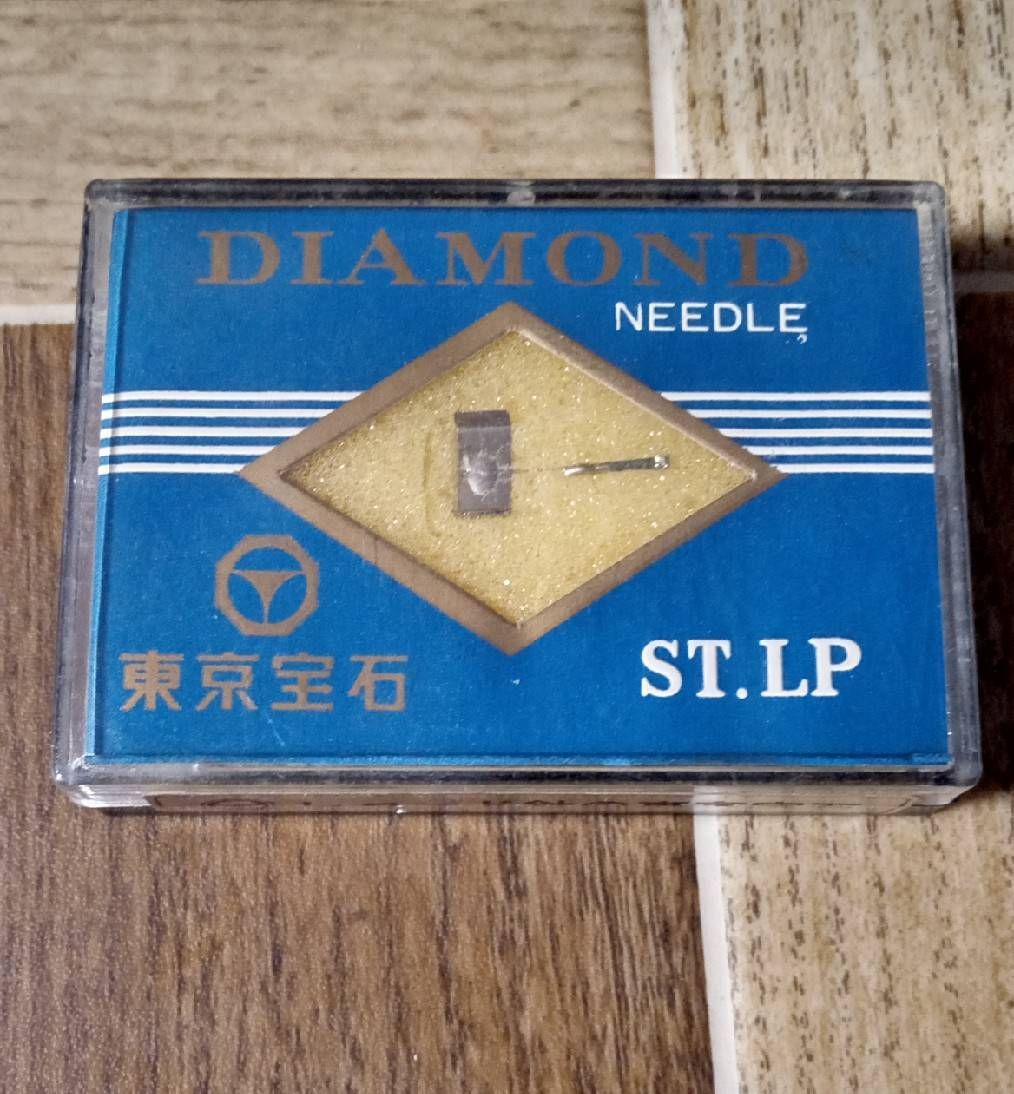 DIAMOND
NEEDLE
東京宝石
ST.LP